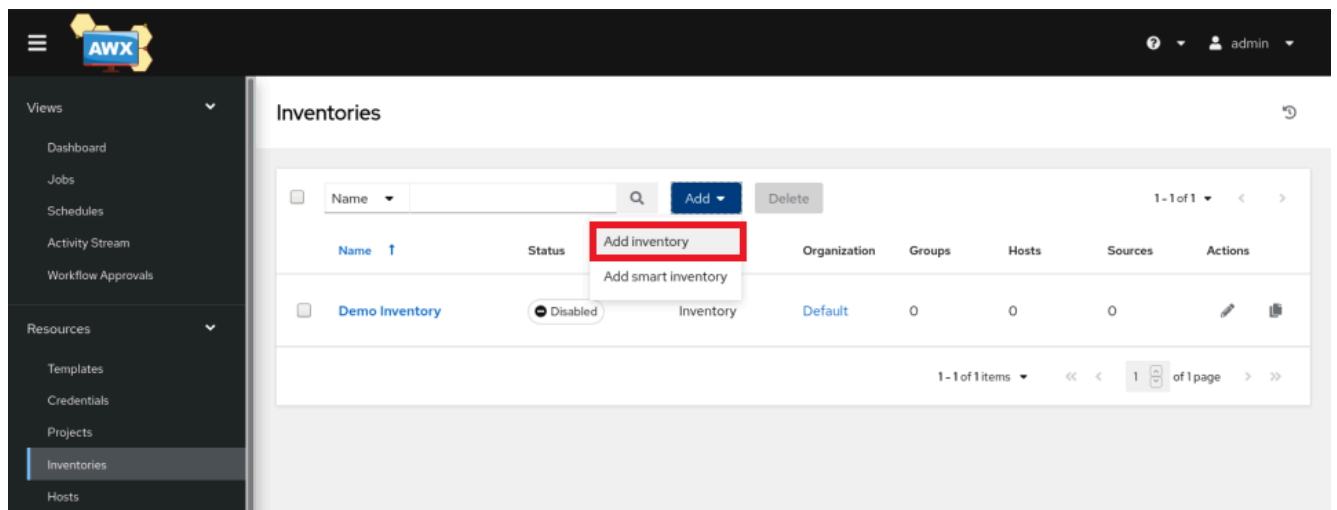 AWX
admin
Views
Dashboard
Jobs
Schedules
Activity Stream
Workflow Approvals
Resources
Templates
Credentials
Projects
Inventories
Hosts
Inventories
Name Add Delete 1-1 of 1
Add inventory
Add smart inventory
Name Status Organization Groups Hosts Sources Actions
Demo Inventory Disabled Inventory Default 0 0 0
1-1 of 1 items 1 of 1 page